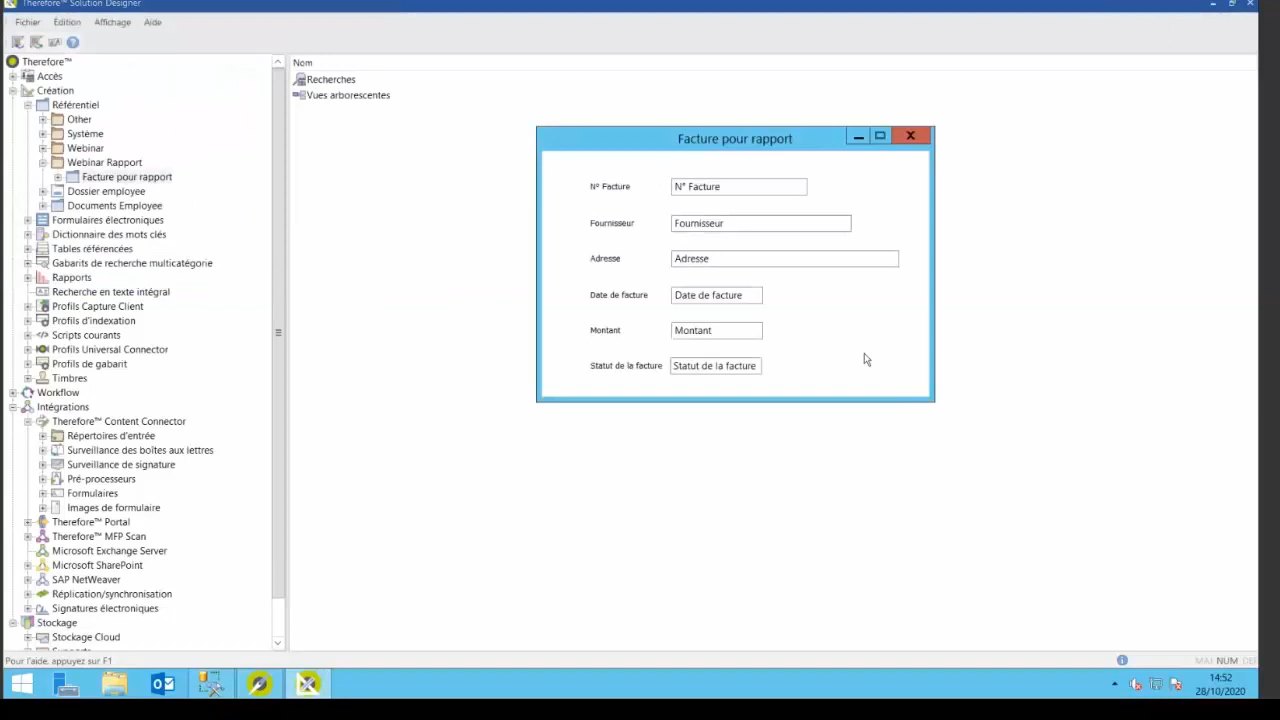 Therefore™ Solution Designer
Fichier Édition Affichage Aide
Therefore™
Accès
Création
Référentiel
Other
Système
Webinar
Webinar Rapport
Facture pour rapport
Dossier employee
Documents Employee
Formulaires électroniques
Dictionnaire des mots clés
Tables référencées
Gabarits de recherche multicatégorie
Rapports
Recherche en texte intégral
Profils Capture Client
Profils d'indexation
Scripts courants
Profils Universal Connector
Profils de gabarit
Timbres
Workflow
Intégrations
Therefore™ Content Connector
Répertoires d'entrée
Surveillance des boîtes aux lettres
Surveillance de signature
Pré-processeurs
Formulaires
Images de formulaire
Therefore™ Portal
Therefore™ MFP Scan
Microsoft Exchange Server
Microsoft SharePoint
SAP NetWeaver
Réplication/synchronisation
Signatures électroniques
Stockage
Stockage Cloud
Nom
Recherches
Vues arborescentes
Facture pour rapport
N° Facture N° Facture
Fournisseur Fournisseur
Adresse Adresse
Date de facture Date de facture
Montant Montant
Statut de la facture Statut de la facture
Pour l'aide, appuyez sur F1
NUM
14:52
28/10/2020